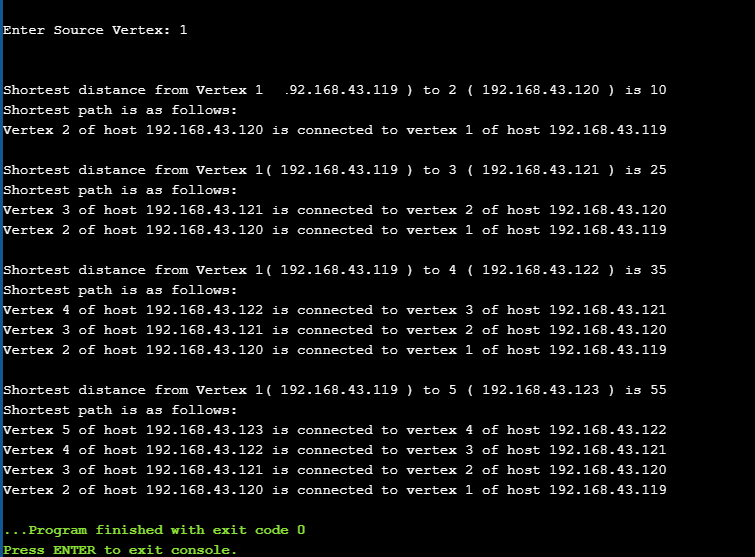 Enter Source Vertex: 1
Shortest distance from Vertex 1 .92.168.43.119 ) to 2 ( 192.168.43.120 ) is 10
Shortest path is as follows:
Vertex 2 of host 192.168.43.120 is connected to vertex 1 of host 192.168.43.119
Shortest distance from Vertex 1( 192.168.43.119 ) to 3 ( 192.168.43.121 ) is 25
Shortest path is as follows:
Vertex 3 of host 192.168.43.121 is connected to vertex 2 of host 192.168.43.120
Vertex 2 of host 192.168.43.120 is connected to vertex 1 of host 192.168.43.119
Shortest distance from Vertex 1( 192.168.43.119 ) to 4 ( 192.168.43.122 ) is 35
Shortest path is as follows:
Vertex 4 of host 192.168.43.122 is connected to vertex 3 of host 192.168.43.121
Vertex 3 of host 192.168.43.121 is connected to vertex 2 of host 192.168.43.120
Vertex 2 of host 192.168.43.120 is connected to vertex 1 of host 192.168.43.119
Shortest distance from Vertex 1( 192.168.43.119 ) to 5 ( 192.168.43.123 ) is 55
Shortest path is as follows:
Vertex 5 of host 192.168.43.123 is connected to vertex 4 of host 192.168.43.122
Vertex 4 of host 192.168.43.122 is connected to vertex 3 of host 192.168.43.121
Vertex 3 of host 192.168.43.121 is connected to vertex 2 of host 192.168.43.120
Vertex 2 of host 192.168.43.120 is connected to vertex 1 of host 192.168.43.119
...Program finished with exit code 0
Press ENTER to exit console.